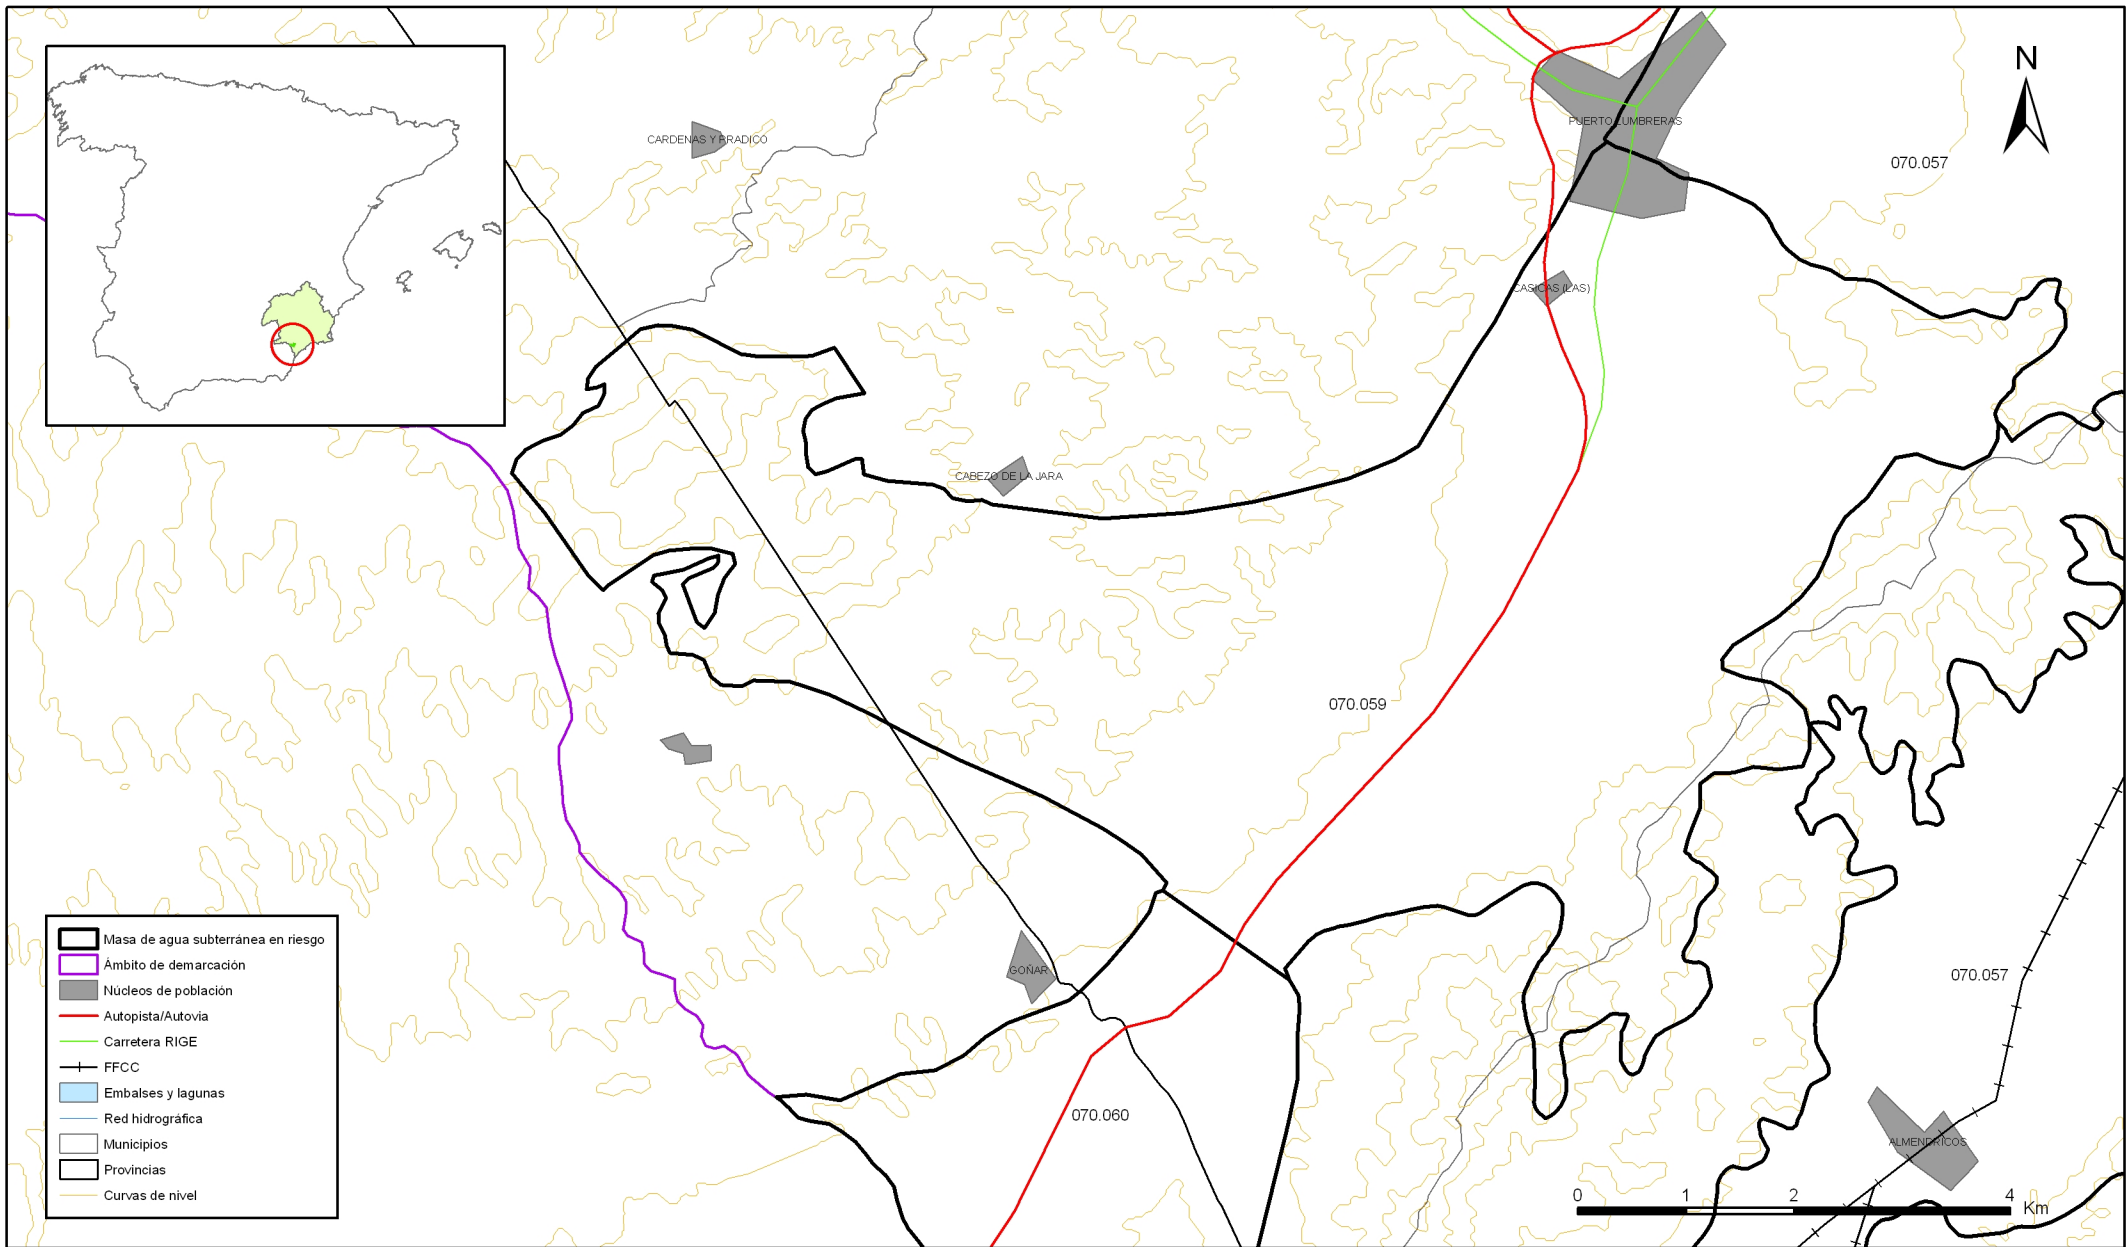 N
CARDENAS Y PRADICO
PUERTO LUMBRERAS
070.057
CASICAS (LAS)
CABEZO DE LA JARA
070.059
GOÑAR
070.057
070.060
ALMENDRICOS
Masa de agua subterránea en riesgo
Ámbito de demarcación
Núcleos de población
Autopista/Autovia
Carretera RIGE
FFCC
Embalses y lagunas
Red hidrográfica
Municipios
Provincias
Curvas de nivel
0 1 2 4
Km